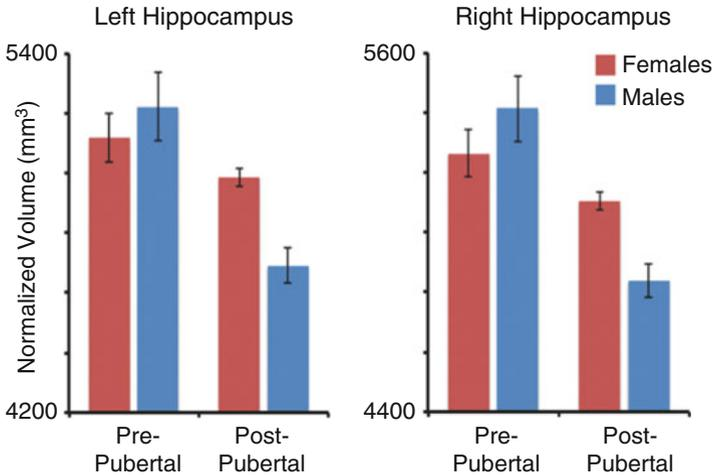 Left Hippocampus
Right Hippocampus
5400
5600
Females
Males
Normalized Volume (mm³)
4200
4400
Pre-
Pubertal
Post-
Pubertal
Pre-
Pubertal
Post-
Pubertal